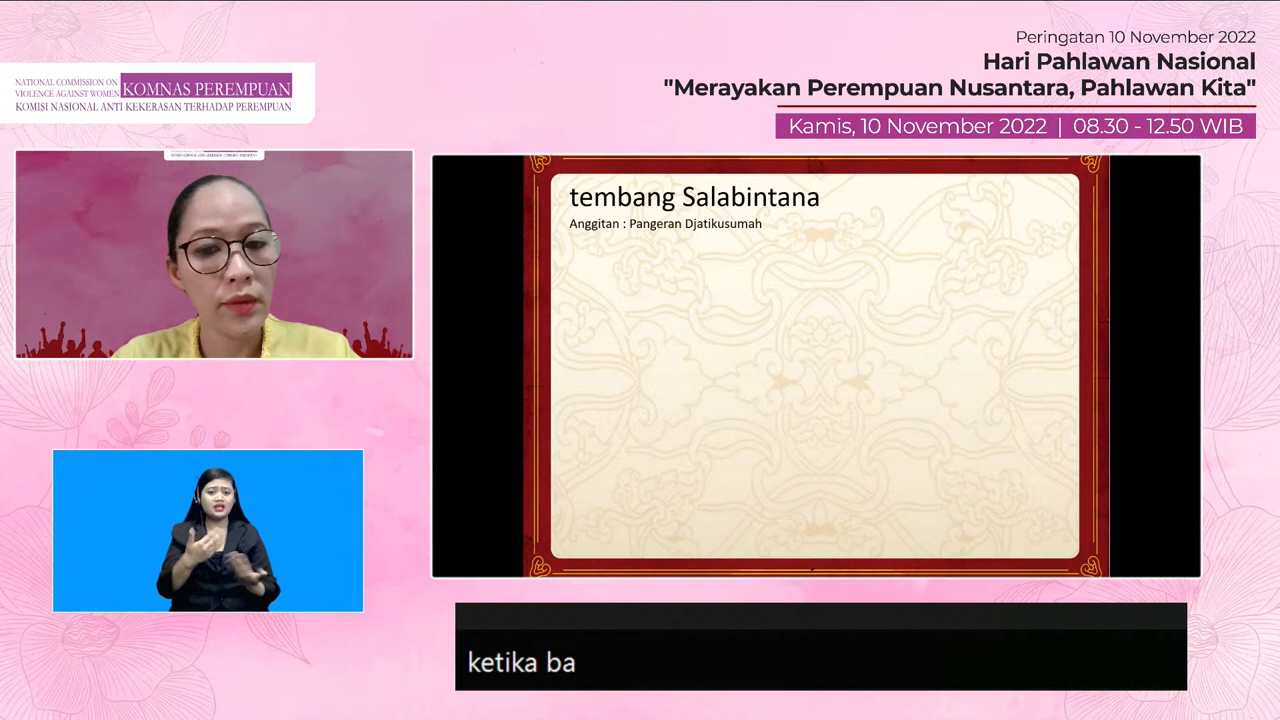 Peringatan 10 November 2022
Hari Pahlawan Nasional
"Merayakan Perempuan Nusantara, Pahlawan Kita"
Kamis, 10 November 2022 | 08.30 - 12.50 WIB
NATIONAL COMMISSION ON
VIOLENCE AGAINST WOMEN
KOMNAS PEREMPUAN
KOMISI NASIONAL ANTI KEKERASAN TERHADAP PEREMPUAN
tembang Salabintana
Anggitan : Pangeran Djatikusumah
ketika ba